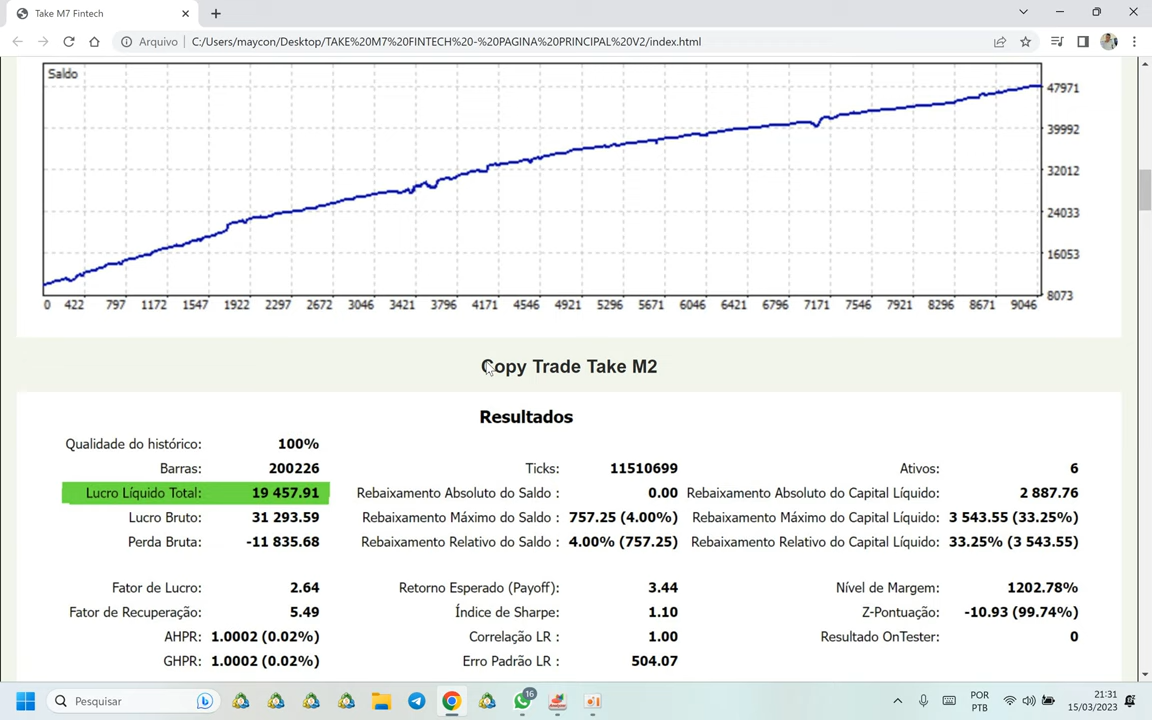 Take M7 Fintech
Arquivo C:/Users/maycon/Desktop/TAKE%20M7%20FINTECH%20-%20PAGINA%20PRINCIPAL%20V2/index.html
Saldo
47971
39992
32012
24033
16053
8073
0 422 797 1172 1547 1922 2297 2672 3046 3421 3796 4171 4546 4921 5296 5671 6046 6421 6796 7171 7546 7921 8296 8671 9046
Copy Trade Take M2
Resultados
Qualidade do histórico: 100%
Barras: 200226 Ticks: 11510699 Ativos: 6
Lucro Líquido Total: 19 457.91 Rebaixamento Absoluto do Saldo : 0.00 Rebaixamento Absoluto do Capital Líquido: 2 887.76
Lucro Bruto: 31 293.59 Rebaixamento Máximo do Saldo : 757.25 (4.00%) Rebaixamento Máximo do Capital Líquido: 3 543.55 (33.25%)
Perda Bruta: -11 835.68 Rebaixamento Relativo do Saldo : 4.00% (757.25) Rebaixamento Relativo do Capital Líquido: 33.25% (3 543.55)
Fator de Lucro: 2.64 Retorno Esperado (Payoff): 3.44 Nível de Margem: 1202.78%
Fator de Recuperação: 5.49 Índice de Sharpe: 1.10 Z-Pontuação: -10.93 (99.74%)
AHPR: 1.0002 (0.02%) Correlação LR : 1.00 Resultado OnTester: 0
GHPR: 1.0002 (0.02%) Erro Padrão LR : 504.07
Pesquisar
16
POR
PTB
21:31
15/03/2023